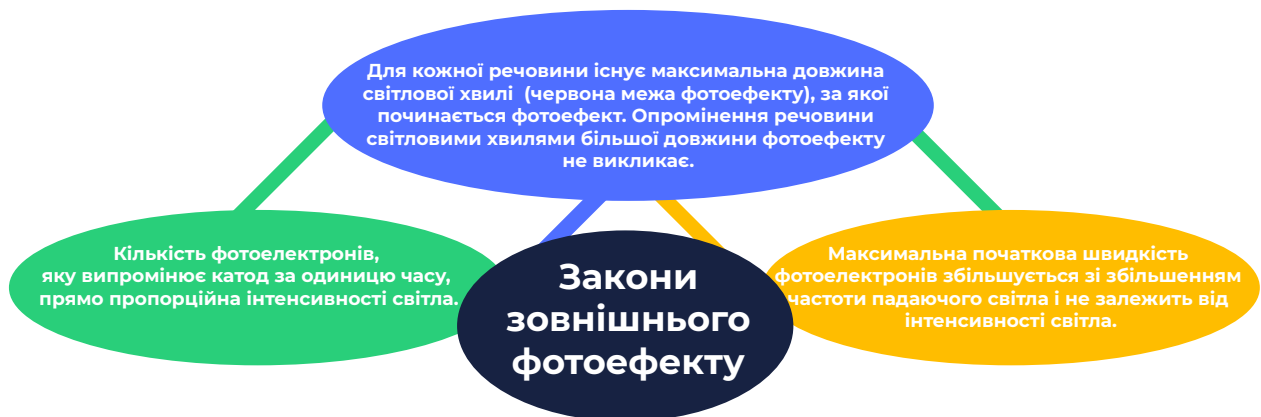 Для кожної речовини існує максимальна довжина
світлової хвилі (червона межа фотоефекту), за якої
починається фотоефект. Опромінення речовини
світловими хвилями більшої довжини фотоефекту
не викликає.
Кількість фотоелектронів,
яку випромінює катод за одиницю часу,
прямо пропорційна інтенсивності світла.
Закони
зовнішнього
фотоефекту
Максимальна початкова швидкість
фотоелектронів збільшується зі збільшенням
частоти падаючого світла і не залежить від
інтенсивності світла.